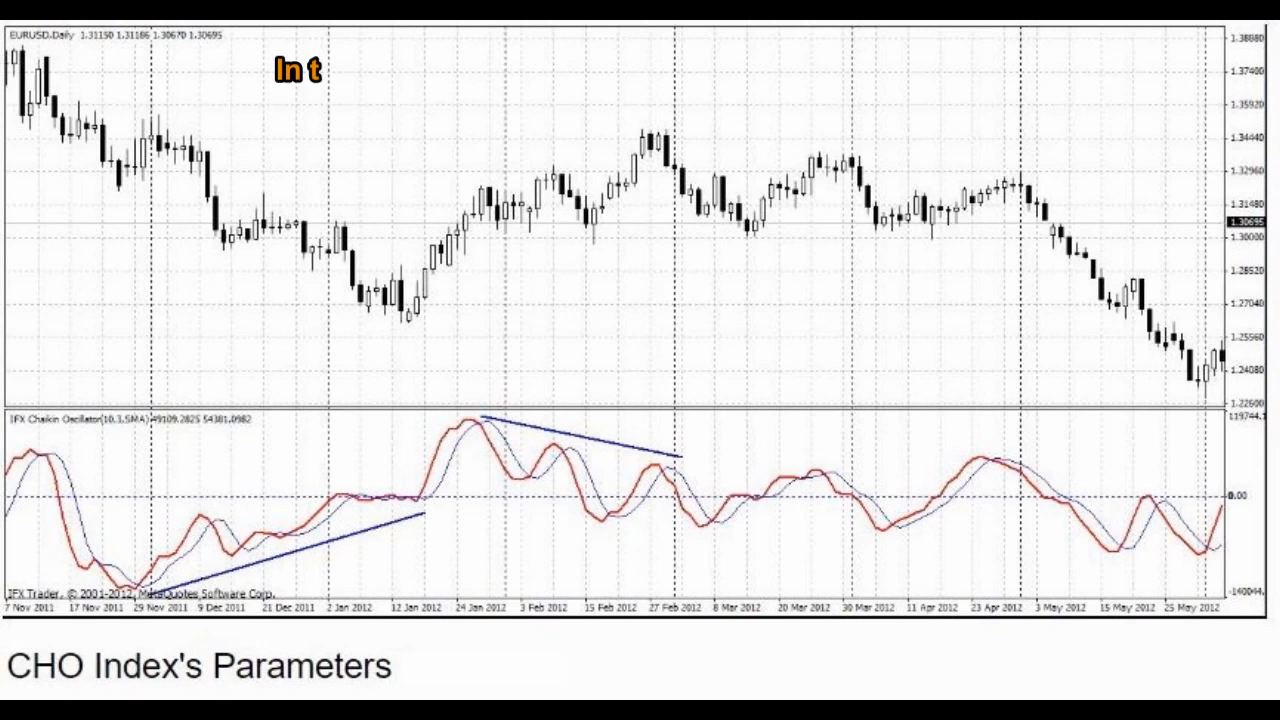 EURUSD,Daily 1.31150 1.31186 1.30670 1.30695
In t
1.38880
1.37400
1.35920
1.34440
1.32960
1.31480
1.30695
1.30000
1.28520
1.27040
1.25560
1.24080
1.22600
IFX Chaikin Oscillator(10,3,SMA) 49109.2825 54381.0982
119744.1
0.00
IFX Trader, © 2001-2012, MetaQuotes Software Corp.
-140044.
7 Nov 2011 17 Nov 2011 29 Nov 2011 9 Dec 2011 21 Dec 2011 2 Jan 2012 12 Jan 2012 24 Jan 2012 3 Feb 2012 15 Feb 2012 27 Feb 2012 8 Mar 2012 20 Mar 2012 30 Mar 2012 11 Apr 2012 23 Apr 2012 3 May 2012 15 May 2012 25 May 2012
CHO Index's Parameters